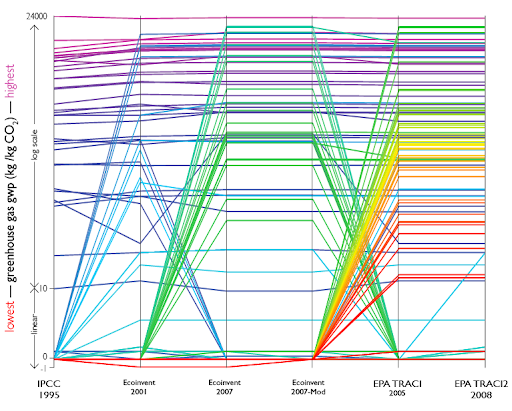 24000
lowest — greenhouse gas gwp (kg /kg CO2) — highest
log scale
10
linear
0
-1
IPCC
1995
Ecoinvent
2001
Ecoinvent
2007
Ecoinvent
2007-Mod
EPA TRACI
2005
EPA TRACI2
2008